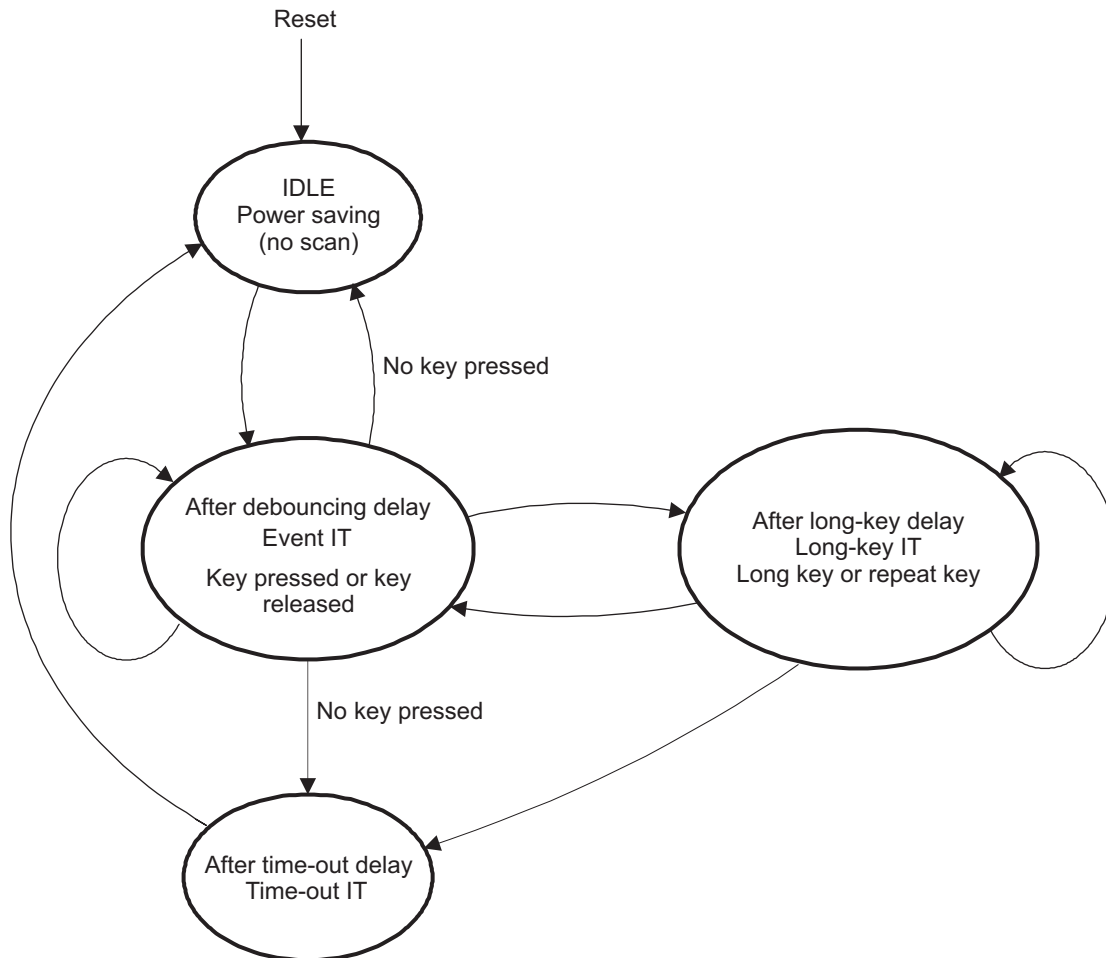 Reset
IDLE
Power saving
(no scan)
No key pressed
After debouncing delay
Event IT
Key pressed or key
released
After long-key delay
Long-key IT
Long key or repeat key
No key pressed
After time-out delay
Time-out IT